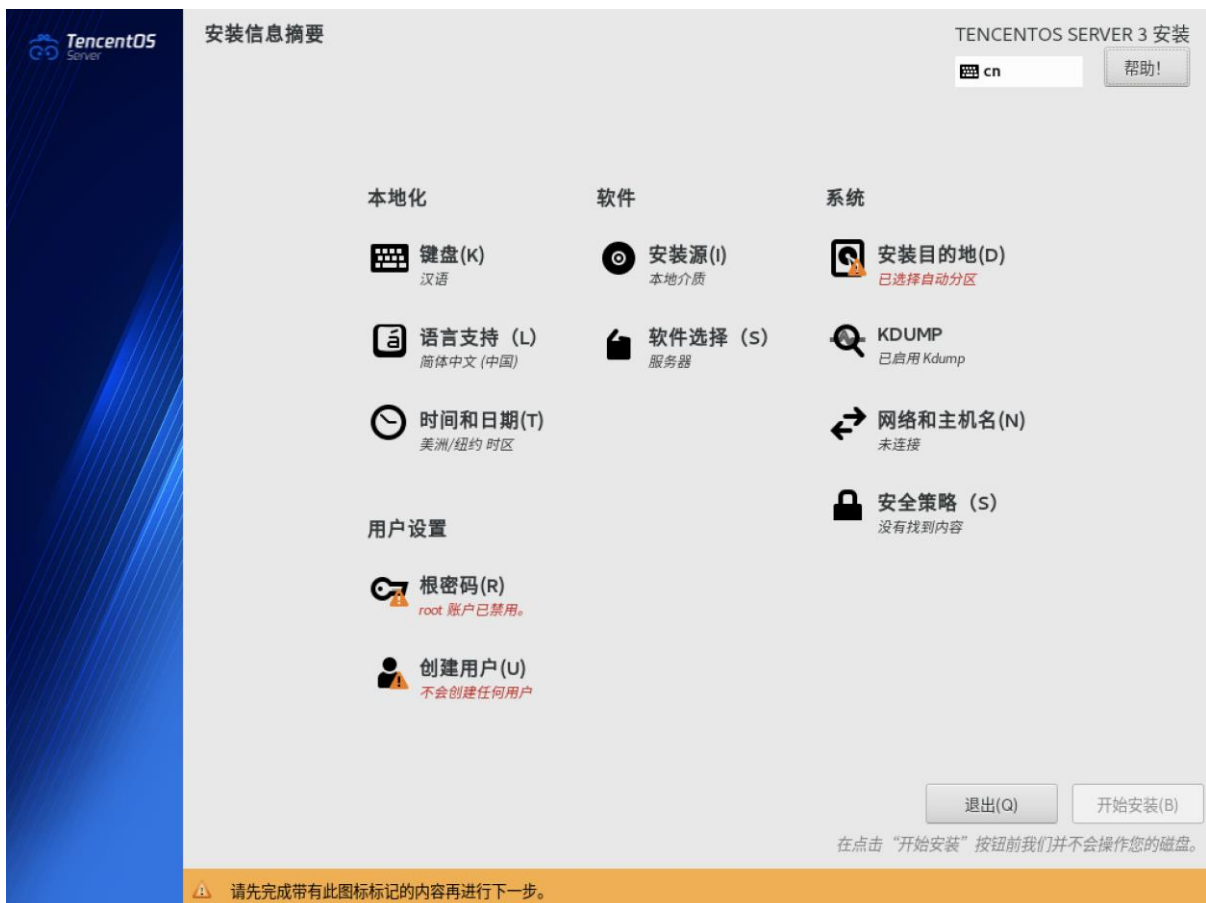 TencentOS
Server
安装信息摘要
TENCENTOS SERVER 3 安装
cn
帮助!
本地化
键盘(K)
汉语
语言支持（L）
简体中文 (中国)
时间和日期(T)
美洲/纽约 时区
软件
安装源(I)
本地介质
软件选择（S）
服务器
系统
安装目的地(D)
已选择自动分区
KDUMP
已启用 Kdump
网络和主机名(N)
未连接
安全策略（S）
没有找到内容
用户设置
根密码(R)
root 账户已禁用。
创建用户(U)
不会创建任何用户
退出(Q)
开始安装(B)
在点击“开始安装”按钮前我们并不会操作您的磁盘。
请先完成带有此图标标记的内容再进行下一步。